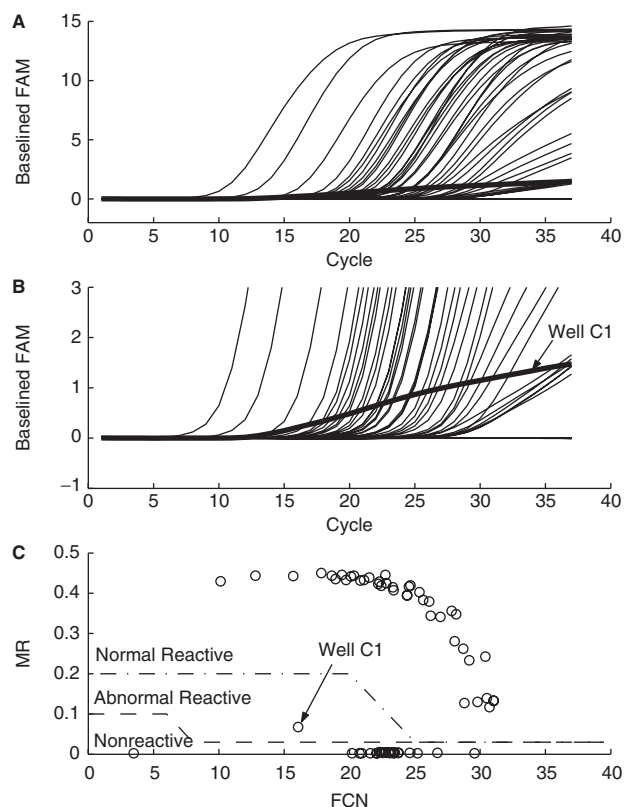 A
Baselined FAM
15
10
5
0
0 5 10 15 20 25 30 35 40
Cycle
B
Baselined FAM
3
2
1
0
−1
Well C1
0 5 10 15 20 25 30 35 40
Cycle
C
MR
0.5
0.4
0.3
0.2
0.1
0
Normal Reactive
Well C1
Abnormal Reactive
Nonreactive
0 5 10 15 20 25 30 35 40
FCN